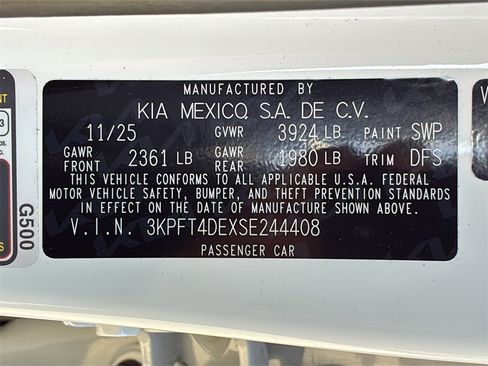 MANUFACTURED BY
KIA MEXICO, S.A. DE C.V.
11/25 GVWR 3924 LB PAINT SWP
GAWR FRONT 2361 LB GAWR REAR 1980 LB TRIM DFS
THIS VEHICLE CONFORMS TO ALL APPLICABLE U.S.A. FEDERAL
MOTOR VEHICLE SAFETY, BUMPER, AND THEFT PREVENTION STANDARDS
IN EFFECT ON THE DATE OF MANUFACTURE SHOWN ABOVE.
V.I.N. 3KPFT4DEXSE244408
PASSENGER CAR
G500